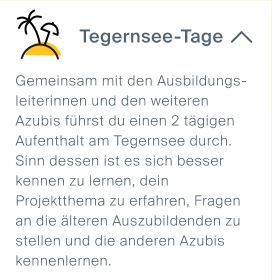 Tegernsee-Tage
Gemeinsam mit den Ausbildungs-
leiterinnen und den weiteren
Azubis führst du einen 2 tägigen
Aufenthalt am Tegernsee durch.
Sinn dessen ist es sich besser
kennen zu lernen, dein
Projektthema zu erfahren, Fragen
an die älteren Auszubildenden zu
stellen und die anderen Azubis
kennenlernen.